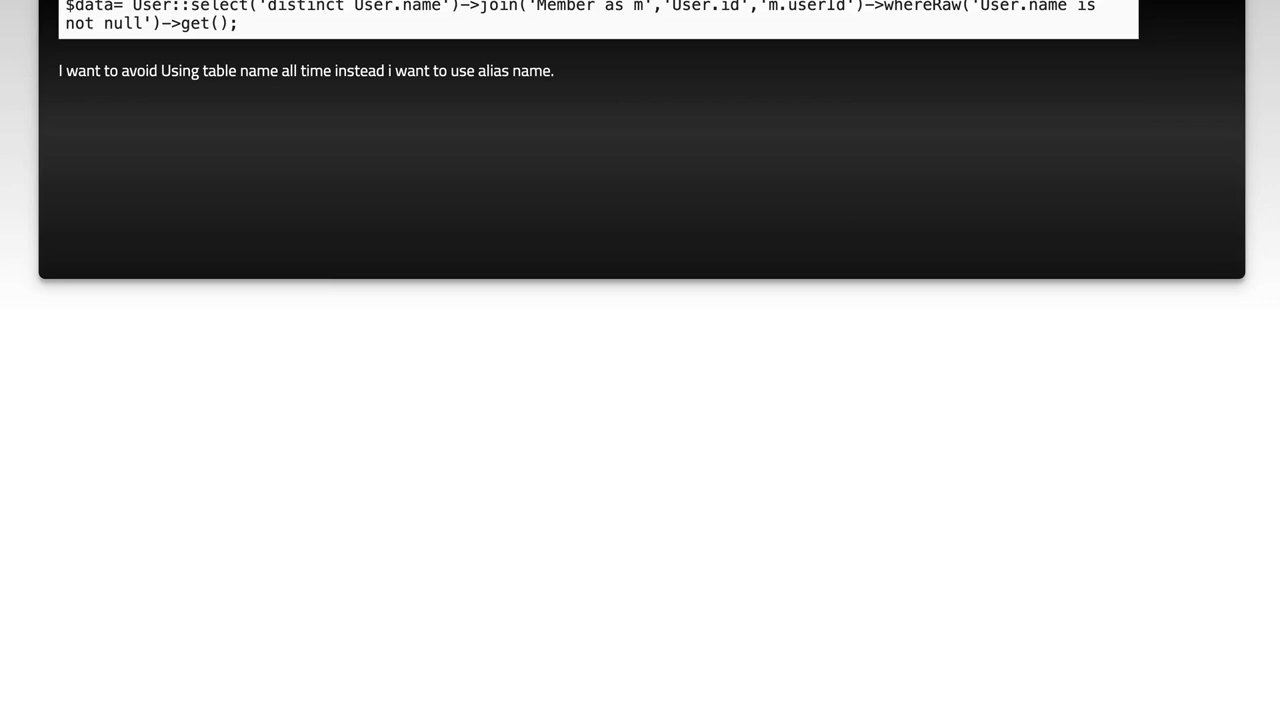 $data= User::select('distinct User.name')->join('Member as m','User.id','m.userId')->whereRaw('User.name is
not null')->get();
I want to avoid Using table name all time instead i want to use alias name.